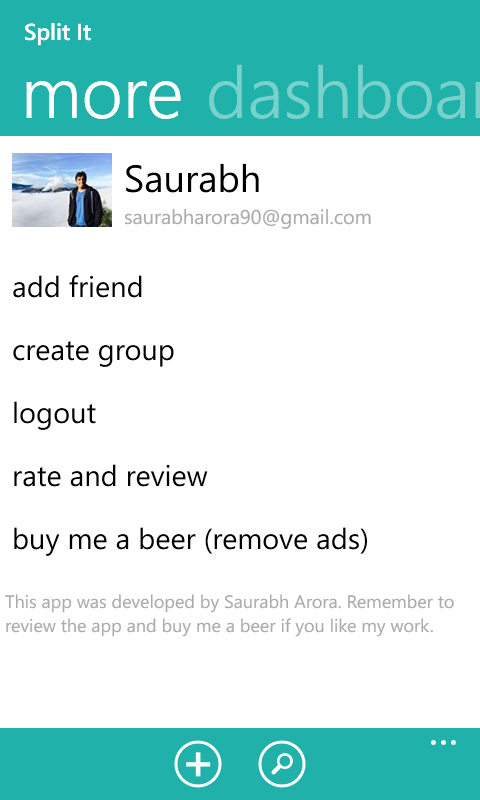 Split It
more dashboar
Saurabh
saurabharora90@gmail.com
add friend
create group
logout
rate and review
buy me a beer (remove ads)
This app was developed by Saurabh Arora. Remember to
review the app and buy me a beer if you like my work.